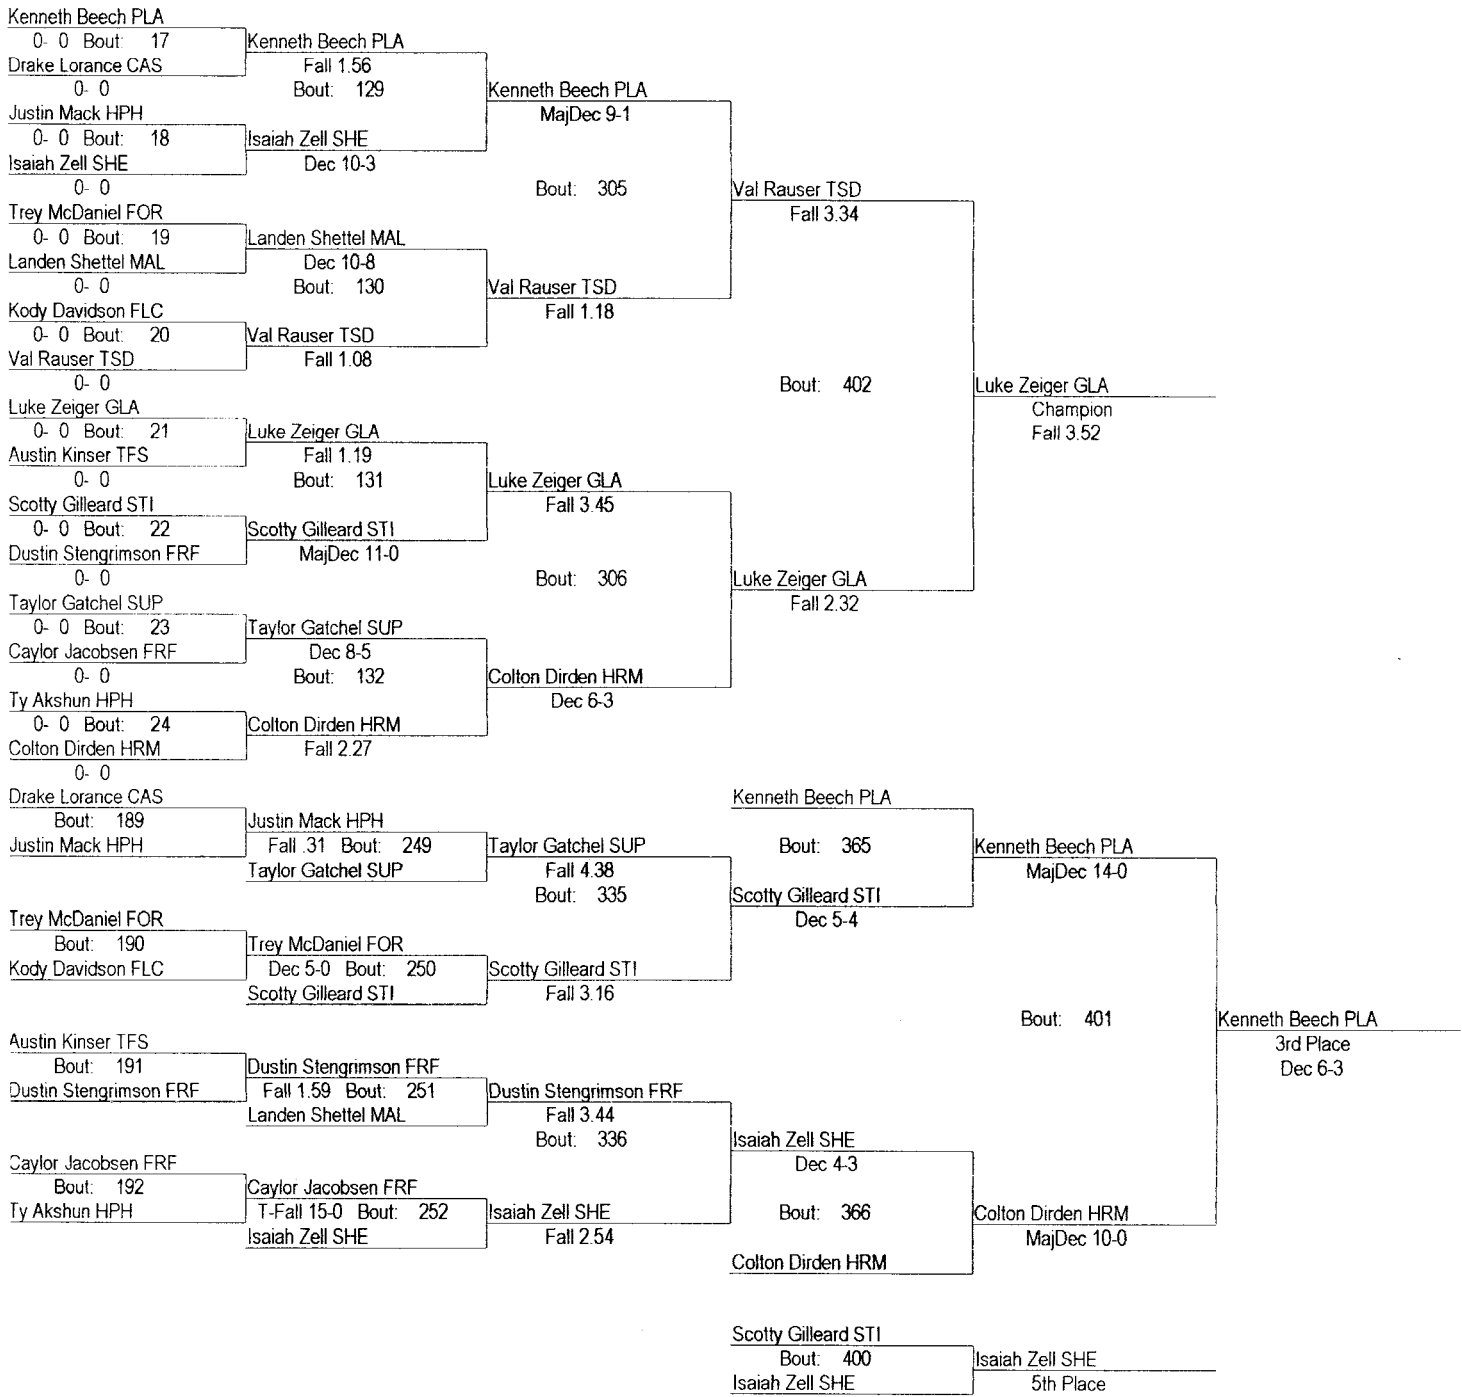 Kenneth Beech PLA
0- 0 Bout: 17 Kenneth Beech PLA
Drake Lorance CAS Fall 1.56
0- 0 Bout: 129 Kenneth Beech PLA
Justin Mack HPH MajDec 9-1
0- 0 Bout: 18 Isaiah Zell SHE
Isaiah Zell SHE Dec 10-3
0- 0 Bout: 305 Val Rauser TSD
Trey McDaniel FOR Fall 3.34
0- 0 Bout: 19 Landen Shettel MAL
Landen Shettel MAL Dec 10-8
0- 0 Bout: 130 Val Rauser TSD
Kody Davidson FLC Fall 1.18
0- 0 Bout: 20 Val Rauser TSD
Val Rauser TSD Fall 1.08
0- 0 Bout: 402 Luke Zeiger GLA
Luke Zeiger GLA Champion
0- 0 Bout: 21 Luke Zeiger GLA Fall 3.52
Austin Kinser TFS Fall 1.19
0- 0 Bout: 131 Luke Zeiger GLA
Scotty Gilleard STI Fall 3.45
0- 0 Bout: 22 Scotty Gilleard STI
Dustin Stengrimson FRF MajDec 11-0
0- 0 Bout: 306 Luke Zeiger GLA
Taylor Gatchel SUP Fall 2.32
0- 0 Bout: 23 Taylor Gatchel SUP
Caylor Jacobsen FRF Dec 8-5
0- 0 Bout: 132 Colton Dirden HRM
Ty Akshun HPH Dec 6-3
0- 0 Bout: 24 Colton Dirden HRM
Colton Dirden HRM Fall 2.27
0- 0
Drake Lorance CAS Kenneth Beech PLA
Bout: 189 Justin Mack HPH
Justin Mack HPH Fall .31 Bout: 249 Taylor Gatchel SUP Bout: 365 Kenneth Beech PLA
Taylor Gatchel SUP Fall 4.38 MajDec 14-0
Bout: 335 Scotty Gilleard STI
Trey McDaniel FOR Dec 5-4
Bout: 190 Trey McDaniel FOR
Kody Davidson FLC Dec 5-0 Bout: 250 Scotty Gilleard STI
Scotty Gilleard STI Fall 3.16
Bout: 401 Kenneth Beech PLA
Austin Kinser TFS 3rd Place
Bout: 191 Dustin Stengrimson FRF Dec 6-3
Dustin Stengrimson FRF Fall 1.59 Bout: 251 Dustin Stengrimson FRF
Landen Shettel MAL Fall 3.44
Bout: 336 Isaiah Zell SHE
Caylor Jacobsen FRF Dec 4-3
Bout: 192 Caylor Jacobsen FRF
Ty Akshun HPH T-Fall 15-0 Bout: 252 Isaiah Zell SHE Bout: 366 Colton Dirden HRM
Isaiah Zell SHE Fall 2.54 MajDec 10-0
Colton Dirden HRM
Scotty Gilleard STI
Bout: 400 Isaiah Zell SHE
Isaiah Zell SHE 5th Place